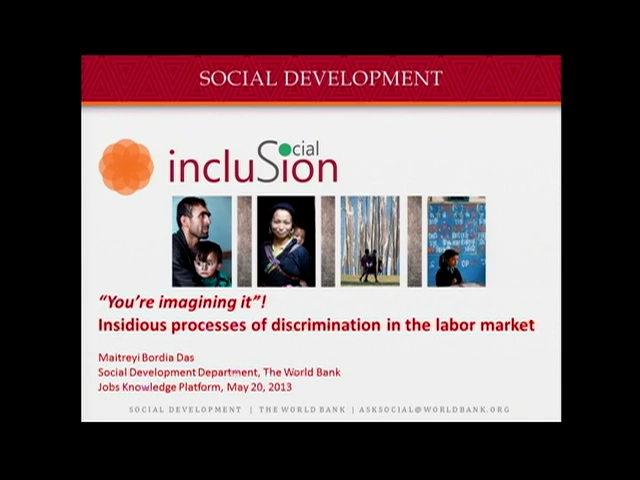 SOCIAL DEVELOPMENT
Social
incluSion
“You’re imagining it”!
Insidious processes of discrimination in the labor market
Maitreyi Bordia Das
Social Development Department, The World Bank
Jobs Knowledge Platform, May 20, 2013
SOCIAL DEVELOPMENT | THE WORLD BANK | ASKSOCIAL@WORLDBANK.ORG